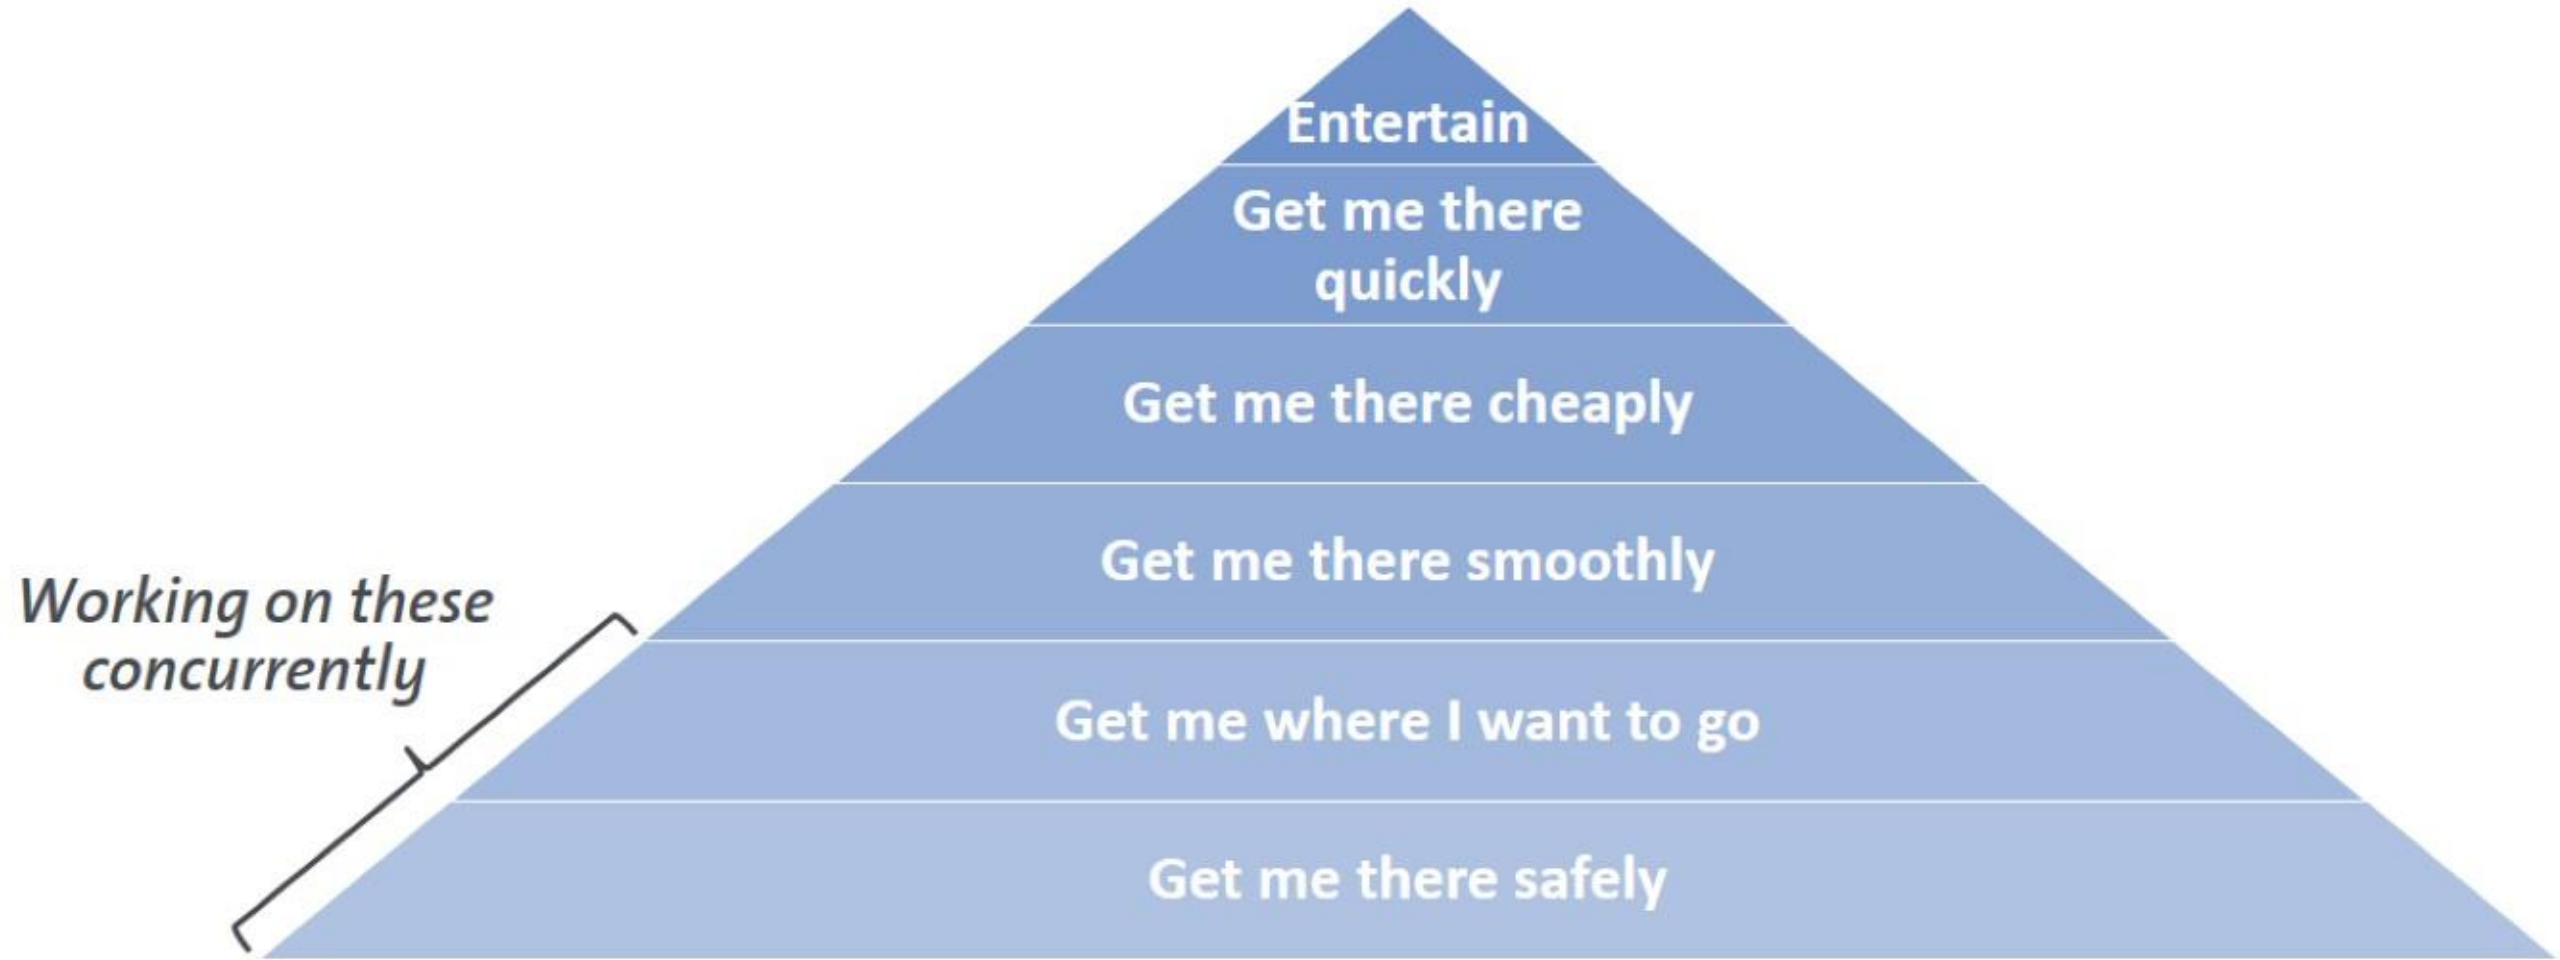 Entertain
Get me there
quickly
Get me there cheaply
Get me there smoothly
Working on these
concurrently
Get me where I want to go
Get me there safely